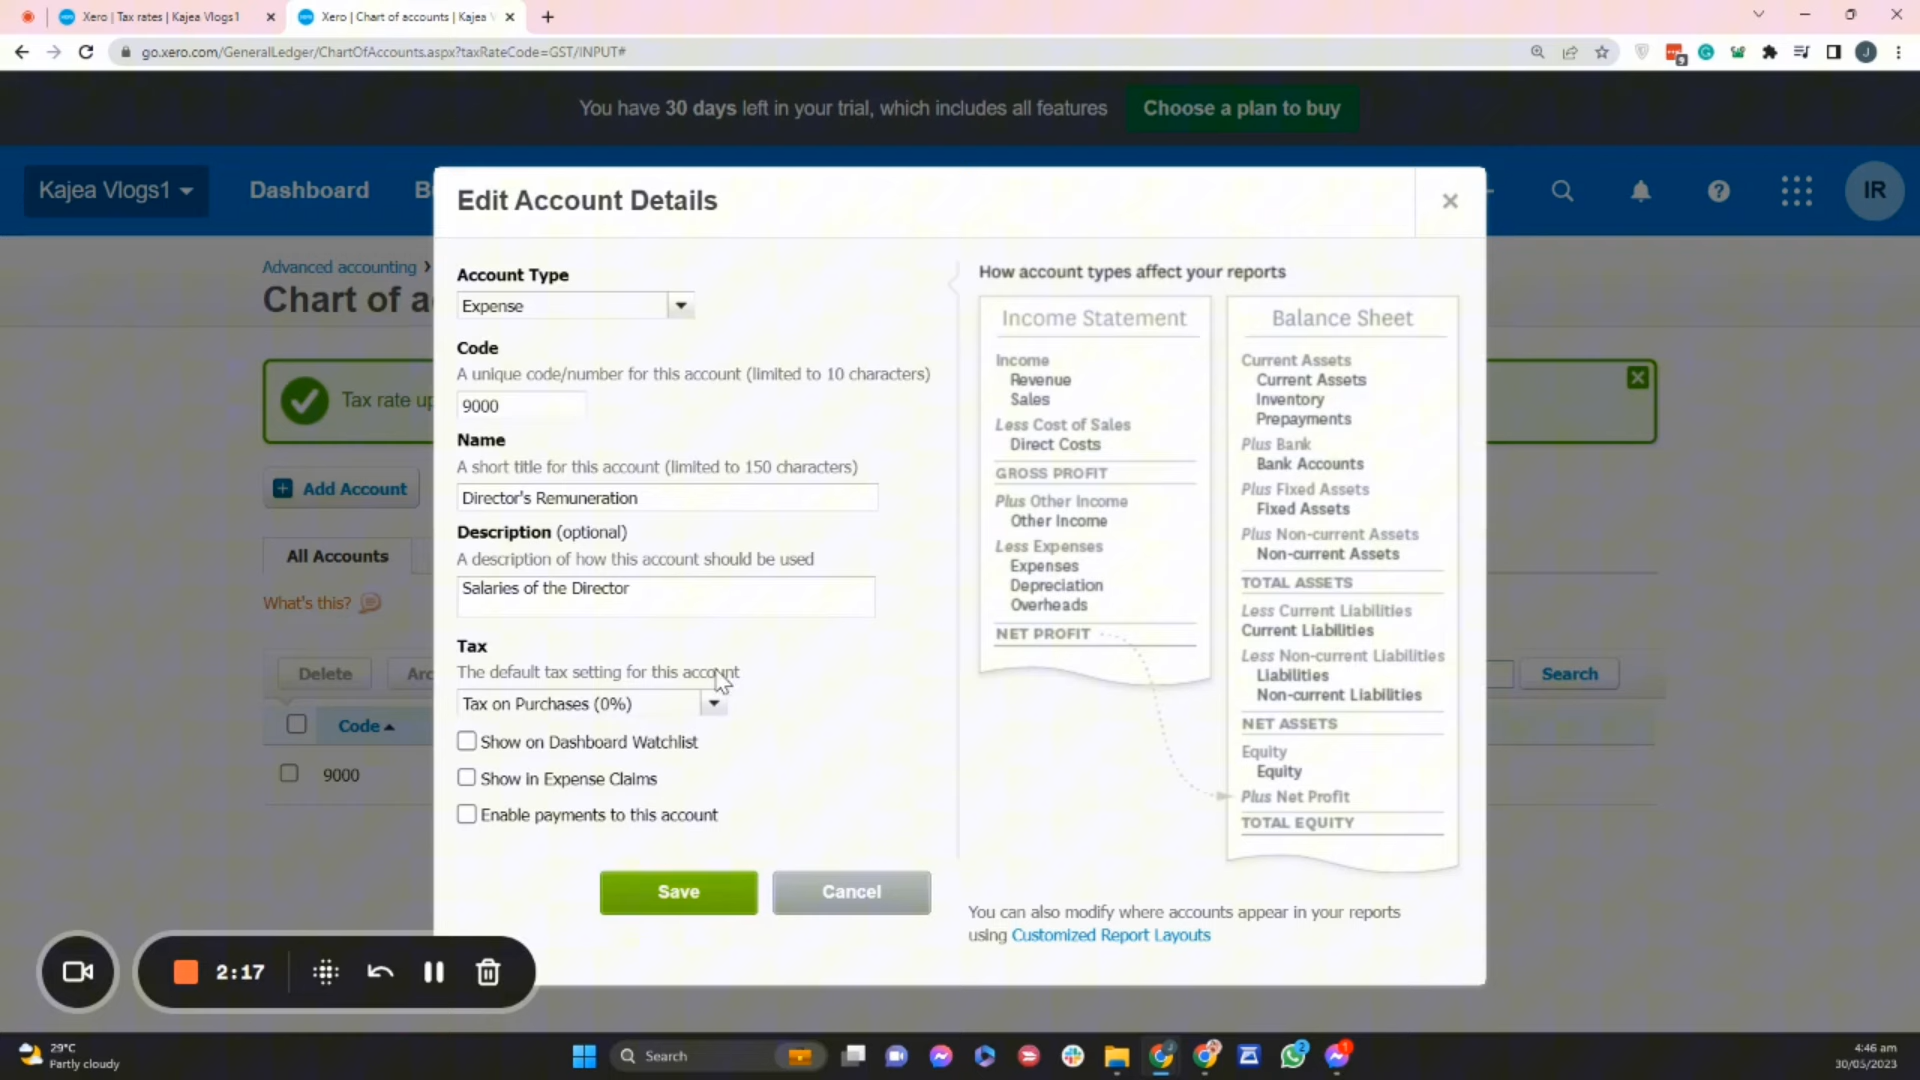 Xero | Tax rates | Kajea Vlogs1
Xero | Chart of accounts | Kajea V
go.xero.com/GeneralLedger/ChartOfAccounts.aspx?taxRateCode=GST/INPUT#
9
J
You have 30 days left in your trial, which includes all features
Choose a plan to buy
Kajea Vlogs1
Dashboard
B
IR
Advanced accounting ›
Chart of a
Tax rate up
Add Account
All Accounts
What's this?
Delete
Arc
Search
Code
9000
Edit Account Details
Account Type
Expense
Code
A unique code/number for this account (limited to 10 characters)
9000
Name
A short title for this account (limited to 150 characters)
Director's Remuneration
Description (optional)
A description of how this account should be used
Salaries of the Director
Tax
The default tax setting for this account
Tax on Purchases (0%)
Show on Dashboard Watchlist
Show in Expense Claims
Enable payments to this account
Save
Cancel
How account types affect your reports
Income Statement
Income
Revenue
Sales
Less Cost of Sales
Direct Costs
GROSS PROFIT
Plus Other Income
Other Income
Less Expenses
Expenses
Depreciation
Overheads
NET PROFIT
Balance Sheet
Current Assets
Current Assets
Inventory
Prepayments
Plus Bank
Bank Accounts
Plus Fixed Assets
Fixed Assets
Plus Non-current Assets
Non-current Assets
TOTAL ASSETS
Less Current Liabilities
Current Liabilities
Less Non-current Liabilities
Liabilities
Non-current Liabilities
NET ASSETS
Equity
Equity
Plus Net Profit
TOTAL EQUITY
You can also modify where accounts appear in your reports
using Customized Report Layouts
2:17
29°C
Partly cloudy
Search
4:46 am
30/05/2023